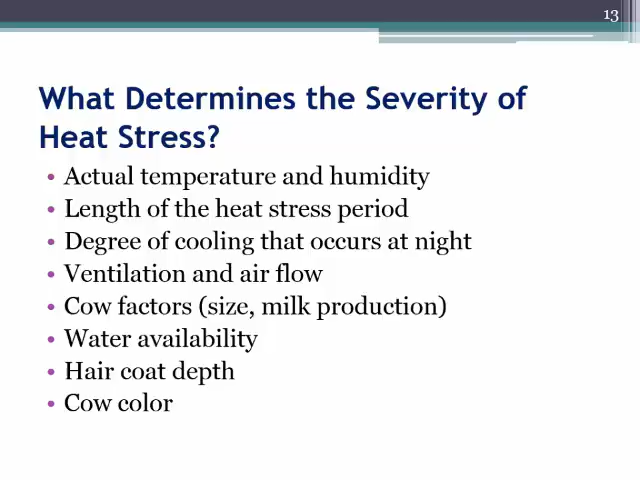 13
What Determines the Severity of
Heat Stress?
• Actual temperature and humidity
• Length of the heat stress period
• Degree of cooling that occurs at night
• Ventilation and air flow
• Cow factors (size, milk production)
• Water availability
• Hair coat depth
• Cow color